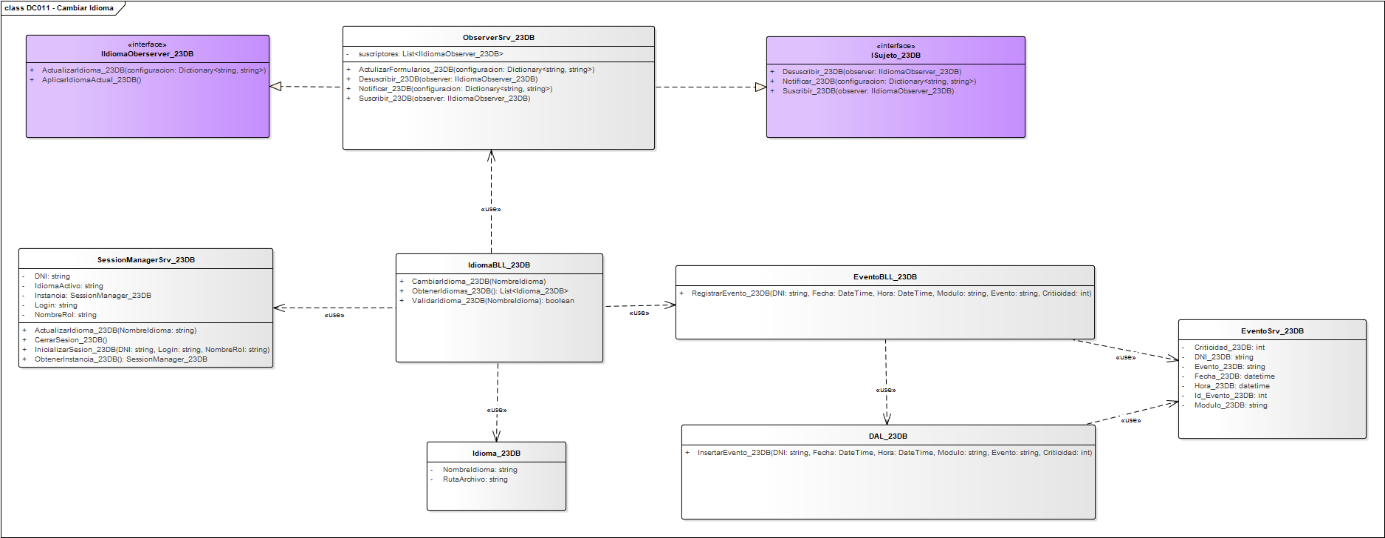 class DC011 - Cambiar Idioma
«interface»
IIdiomaOberserver_23DB
+ ActualizarIdioma_23DB(configuracion: Dictionary<string, string>)
+ AplicarIdiomaActual_23DB()
ObserverSrv_23DB
- suscriptores: List<IIdiomaObserver_23DB>
+ ActulizarFormularios_23DB(configuracion: Dictionary<string, string>)
+ Desuscribir_23DB(observer: IIdiomaObserver_23DB)
+ Notificar_23DB(configuracion: Dictionary<string, string>)
+ Suscribir_23DB(observer: IIdiomaObserver_23DB)
«interface»
ISujeto_23DB
+ Desuscribir_23DB(observer: IIdiomaObserver_23DB)
+ Notificar_23DB(configuracion: Dictionary<string, string>)
+ Suscribir_23DB(observer: IIdiomaObserver_23DB)
«use»
SessionManagerSrv_23DB
- DNI: string
- IdiomaActivo: string
- Instancia: SessionManager_23DB
- Login: string
- NombreRol: string
+ ActualizarIdioma_23DB(NombreIdioma: string)
+ CerrarSesion_23DB()
+ InicializarSesion_23DB(DNI: string, Login: string, NombreRol: string)
+ ObtenerInstancia_23DB(): SessionManager_23DB
«use»
IdiomaBLL_23DB
+ CambiarIdioma_23DB(NombreIdioma)
+ ObtenerIdiomas_23DB(): List<Idioma_23DB>
+ ValidarIdioma_23DB(NombreIdioma): boolean
«use»
EventoBLL_23DB
+ RegistrarEvento_23DB(DNI: string, Fecha: DateTime, Hora: DateTime, Modulo: string, Evento: string, Criticidad: int)
«use»
EventoSrv_23DB
- Criticidad_23DB: int
- DNI_23DB: string
- Evento_23DB: string
- Fecha_23DB: datetime
- Hora_23DB: datetime
- Id_Evento_23DB: int
- Modulo_23DB: string
«use»
«use»
Idioma_23DB
- NombreIdioma: string
- RutaArchivo: string
DAL_23DB
+ InsertarEvento_23DB(DNI: string, Fecha: DateTime, Hora: DateTime, Modulo: string, Evento: string, Criticidad: int)
«use»